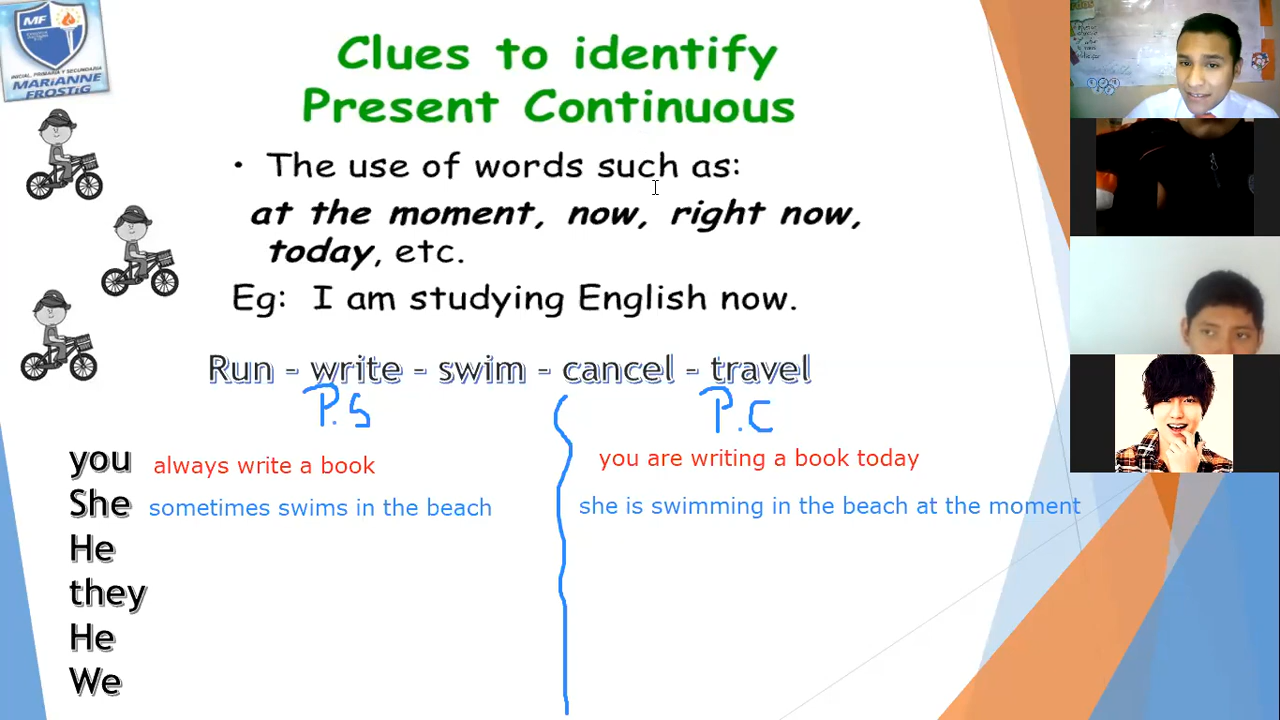 MF
INICIAL, PRIMARIA Y SECUNDARIA
MARIANNE
FROSTIG
Clues to identify
Present Continuous
• The use of words such as:
at the moment, now, right now,
today, etc.
Eg: I am studying English now.
Run - write - swim - cancel - travel
P.S
P.C
you always write a book
you are writing a book today
She sometimes swims in the beach
she is swimming in the beach at the moment
He
they
He
We